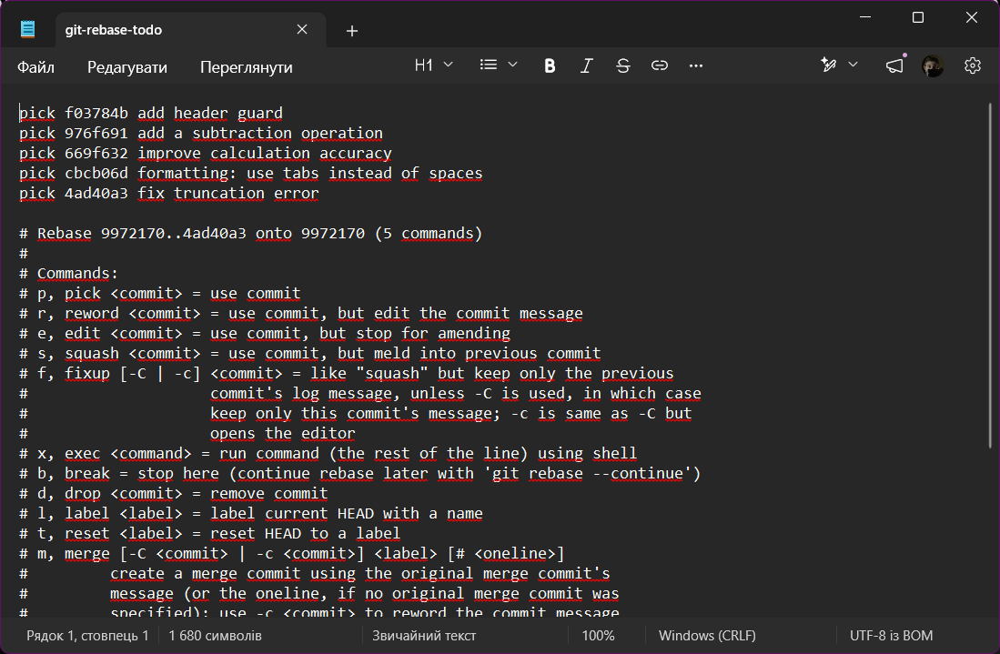 git-rebase-todo
Файл Редагувати Переглянути H1
pick f03784b add header guard
pick 976f691 add a subtraction operation
pick 669f632 improve calculation accuracy
pick cbcb06d formatting: use tabs instead of spaces
pick 4ad40a3 fix truncation error
# Rebase 9972170..4ad40a3 onto 9972170 (5 commands)
#
# Commands:
# p, pick <commit> = use commit
# r, reword <commit> = use commit, but edit the commit message
# e, edit <commit> = use commit, but stop for amending
# s, squash <commit> = use commit, but meld into previous commit
# f, fixup [-C | -c] <commit> = like "squash" but keep only the previous
#                    commit's log message, unless -C is used, in which case
#                    keep only this commit's message; -c is same as -C but
#                    opens the editor
# x, exec <command> = run command (the rest of the line) using shell
# b, break = stop here (continue rebase later with 'git rebase --continue')
# d, drop <commit> = remove commit
# l, label <label> = label current HEAD with a name
# t, reset <label> = reset HEAD to a label
# m, merge [-C <commit> | -c <commit>] <label> [# <oneline>]
#         create a merge commit using the original merge commit's
#         message (or the oneline, if no original merge commit was
#         specified); use -c <commit> to reword the commit message
Рядок 1, стовпець 1 1 680 символів Звичайний текст 100% Windows (CRLF) UTF-8 із BOM